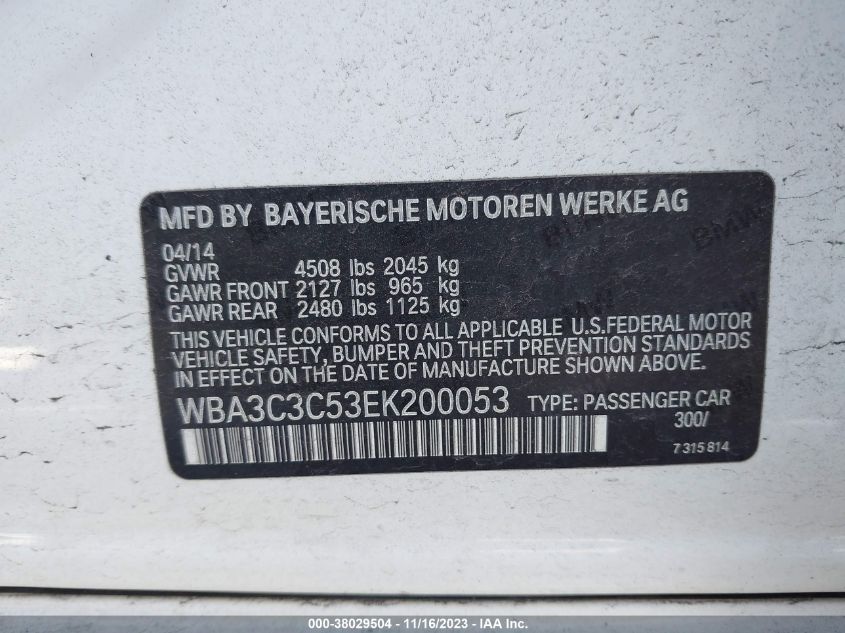 MFD BY BAYERISCHE MOTOREN WERKE AG
04/14
GVWR 4508 lbs 2045 kg
GAWR FRONT 2127 lbs 965 kg
GAWR REAR 2480 lbs 1125 kg
THIS VEHICLE CONFORMS TO ALL APPLICABLE U.S.FEDERAL MOTOR
VEHICLE SAFETY, BUMPER AND THEFT PREVENTION STANDARDS
IN EFFECT ON THE DATE OF MANUFACTURE SHOWN ABOVE.
WBA3C3C53EK200053 TYPE: PASSENGER CAR
300/
7315814
000-38029504 - 11/16/2023 - IAA Inc.